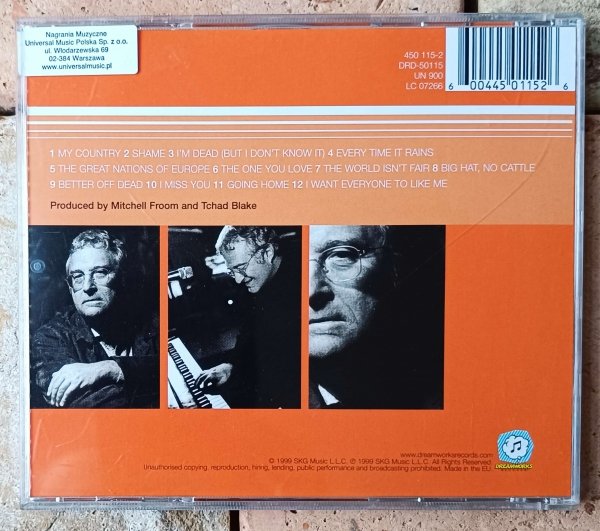 Nagrania Muzyczne
Universal Music Polska Sp. z o.o.
ul. Włodarzewska 69
02-384 Warszawa
www.universalmusic.pl
450 115-2
DRD-50115
UN 900
LC 07266
6 00445 01152 6
1 MY COUNTRY 2 SHAME 3 I'M DEAD (BUT I DON'T KNOW IT) 4 EVERY TIME IT RAINS
5 THE GREAT NATIONS OF EUROPE 6 THE ONE YOU LOVE 7 THE WORLD ISN'T FAIR 8 BIG HAT, NO CATTLE
9 BETTER OFF DEAD 10 I MISS YOU 11 GOING HOME 12 I WANT EVERYONE TO LIKE ME
Produced by Mitchell Froom and Tchad Blake
www.dreamworksrecords.com
© 1999 SKG Music L.L.C. ℗ 1999 SKG Music L.L.C. All Rights Reserved.
Unauthorised copying, reproduction, hiring, lending, public performance and broadcasting prohibited. Made in the EU
DREAMWORKS